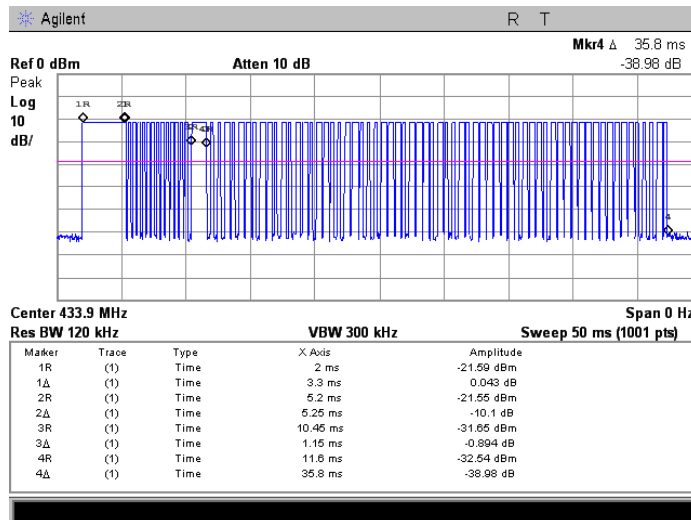 Agilent R T
Mkr4 Δ 35.8 ms
Ref 0 dBm Atten 10 dB -38.98 dB
Peak
Log
10
dB/
1R 2R
4
Center 433.9 MHz Span 0 Hz
Res BW 120 kHz VBW 300 kHz Sweep 50 ms (1001 pts)
Marker Trace Type X Axis Amplitude
1R (1) Time 2 ms -21.59 dBm
1Δ (1) Time 3.3 ms 0.043 dB
2R (1) Time 5.2 ms -21.55 dBm
2Δ (1) Time 5.25 ms -10.1 dB
3R (1) Time 10.45 ms -31.65 dBm
3Δ (1) Time 1.15 ms -0.894 dB
4R (1) Time 11.6 ms -32.54 dBm
4Δ (1) Time 35.8 ms -38.98 dB